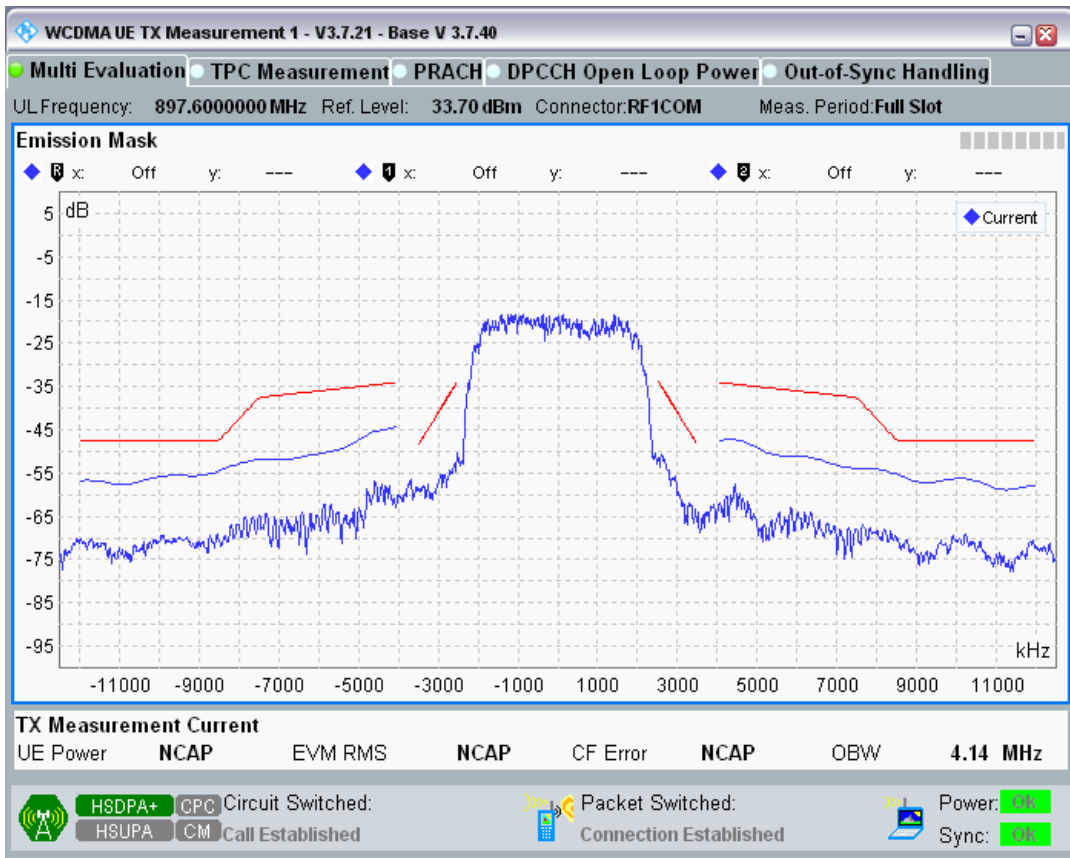 WCDMA UE TX Measurement 1 - V3.7.21 - Base V 3.7.40
Multi Evaluation TPC Measurement PRACH DPCCH Open Loop Power Out-of-Sync Handling
UL Frequency: 897.6000000 MHz Ref. Level: 33.70 dBm Connector:RF1COM Meas. Period:Full Slot
Emission Mask
R x: Off y: --- 1 x: Off y: --- 2 x: Off y: ---
dB
Current
5
-5
-15
-25
-35
-45
-55
-65
-75
-85
-95
kHz
-11000 -9000 -7000 -5000 -3000 -1000 1000 3000 5000 7000 9000 11000
TX Measurement Current
UE Power NCAP EVM RMS NCAP CF Error NCAP OBW 4.14 MHz
HSDPA+ CPC Circuit Switched: Packet Switched: Power: Ok
HSUPA CM Call Established Connection Established Sync: Ok